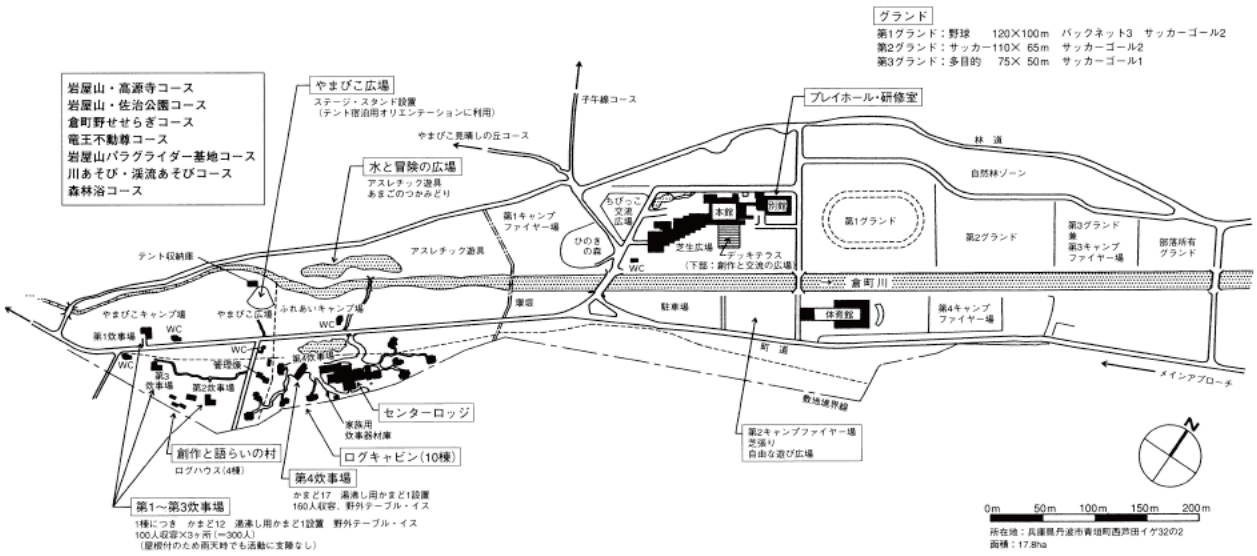 グランド
第1グランド：野球 120×100m バックネット3 サッカーゴール2
第2グランド：サッカー110× 65m サッカーゴール2
第3グランド：多目的 75× 50m サッカーゴール1
岩屋山・高源寺コース
岩屋山・佐治公園コース
倉町野せせらぎコース
竜王不動尊コース
岩屋山パラグライダー基地コース
川あそび・渓流あそびコース
森林浴コース
やまびこ広場
ステージ・スタンド設置
（テント宿泊用オリエンテーションに利用）
子午線コース
やまびこ見晴しの丘コース
プレイホール・研修室
水と冒険の広場
アスレチック遊具
あまごのつかみどり
林道
自然林ゾーン
第1キャンプ
ファイヤー場
ちびっこ
交流
広場
本館
別館
第1グランド
第2グランド
第3グランド
兼
第3キャンプ
ファイヤー場
部落所有
グランド
ひのき
の森
芝生広場
デッキテラス
（下部：創作と交流の広場）
WC
アスレチック遊具
テント収納庫
倉町川
やまびこキャンプ場
やまびこ広場
ふれあいキャンプ場
堰堤
駐車場
体育館
第4キャンプ
ファイヤー場
第1炊事場
WC
WC
WC
WC
管理棟
第4炊事場
第3
炊事場
第2炊事場
町道
メインアプローチ
敷地境界線
センターロッジ
家族用
炊事器材庫
第2キャンプファイヤー場
芝張り
自由な遊び広場
創作と語らいの村
ログハウス(4棟)
ログキャビン(10棟)
第4炊事場
かまど17 湯沸し用かまど1設置
160人収容、野外テーブル・イス
第1〜第3炊事場
1棟につき かまど12 湯沸し用かまど1設置 野外テーブル・イス
100人収容×3ヶ所(＝300人)
（屋根付のため雨天時でも活動に支障なし）
N
0m 50m 100m 150m 200m
所在地：兵庫県丹波市青垣町西芦田イゲ32の2
面積：17.8ha